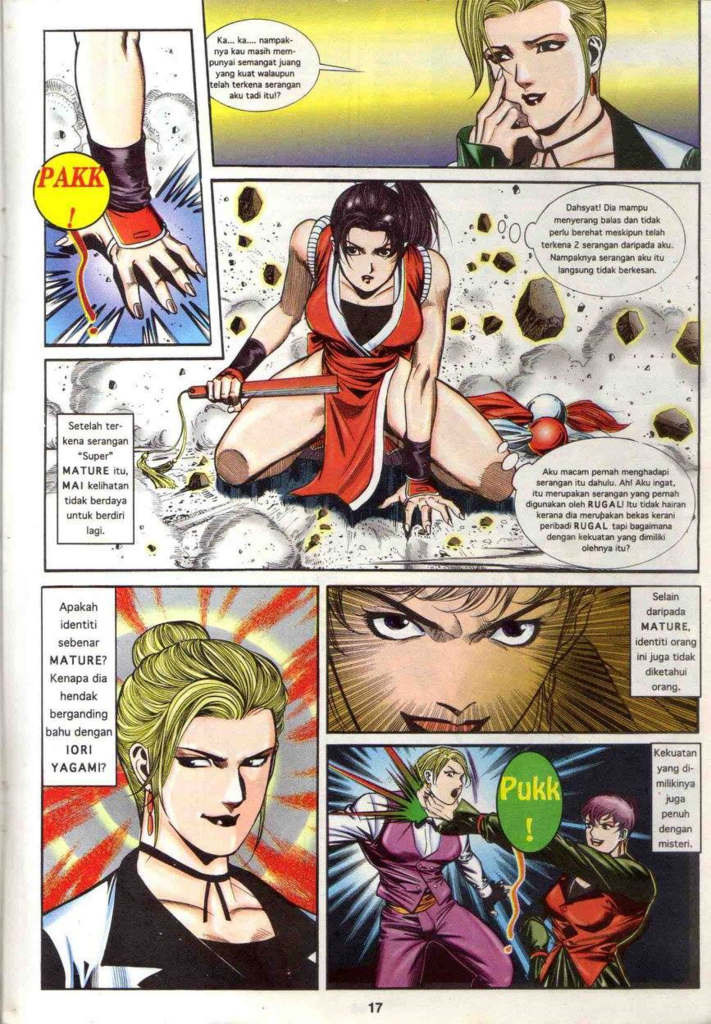 PAKK
!
Ka... ka.... nampak-
nya kau masih mem-
punyai semangat juang
yang kuat walaupun
telah terkena serangan
aku tadi itu!?
Dahsyat! Dia mampu
menyerang balas dan tidak
perlu berehat meskipun telah
terkena 2 serangan daripada aku.
Nampaknya serangan aku itu
langsung tidak berkesan.
Setelah ter-
kena serangan
"Super"
MATURE itu,
MAI kelihatan
tidak berdaya
untuk berdiri
lagi.
Aku macam pernah menghadapi
serangan itu dahulu. Ah! Aku ingat,
itu merupakan serangan yang pernah
digunakan oleh RUGAL! Itu tidak hairan
kerana dia merupakan bekas kerani
peribadi RUGAL tapi bagaimana
dengan kekuatan yang dimiliki
olehnya itu?
Apakah
identiti
sebenar
MATURE?
Kenapa dia
hendak
berganding
bahu dengan
IORI
YAGAMI?
Selain
daripada
MATURE,
identiti orang
ini juga tidak
diketahui
orang.
Kekuatan
yang di-
milikinya
juga
penuh
dengan
misteri.
Pukk
!
17